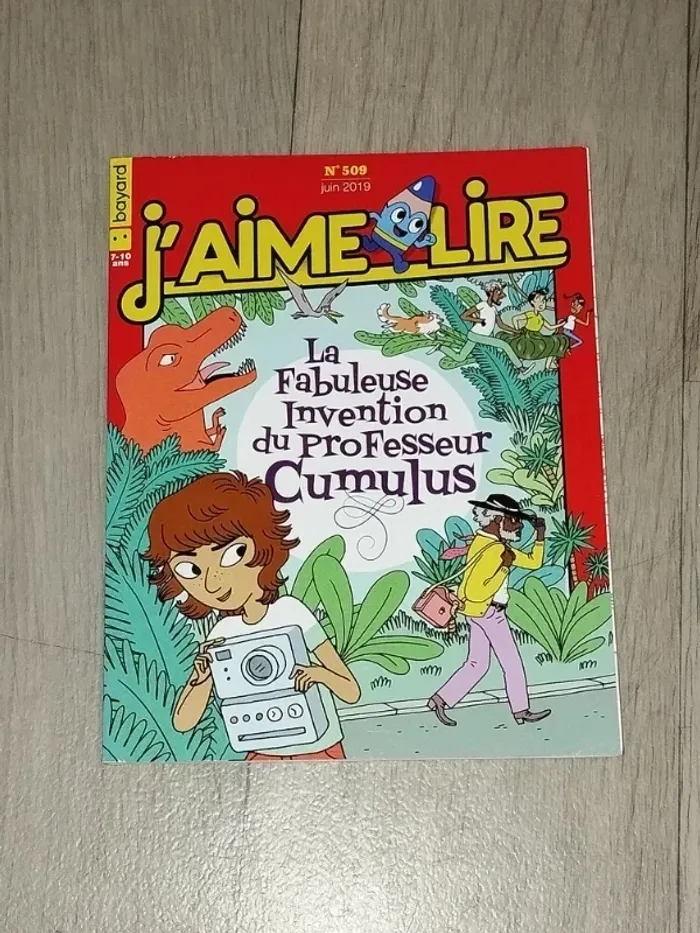 N° 509
juin 2019
bayard
7-10
ans
J'AIME LIRE
La
Fabuleuse
Invention
du Professeur
Cumulus